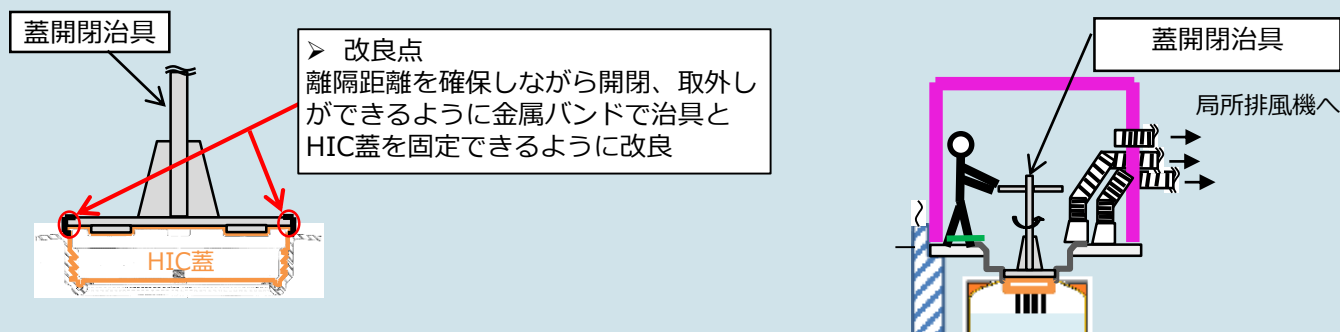 蓋開閉治具
➢ 改良点
離隔距離を確保しながら開閉、取外し
ができるように金属バンドで治具と
HIC蓋を固定できるように改良
HIC蓋
蓋開閉治具
局所排風機へ